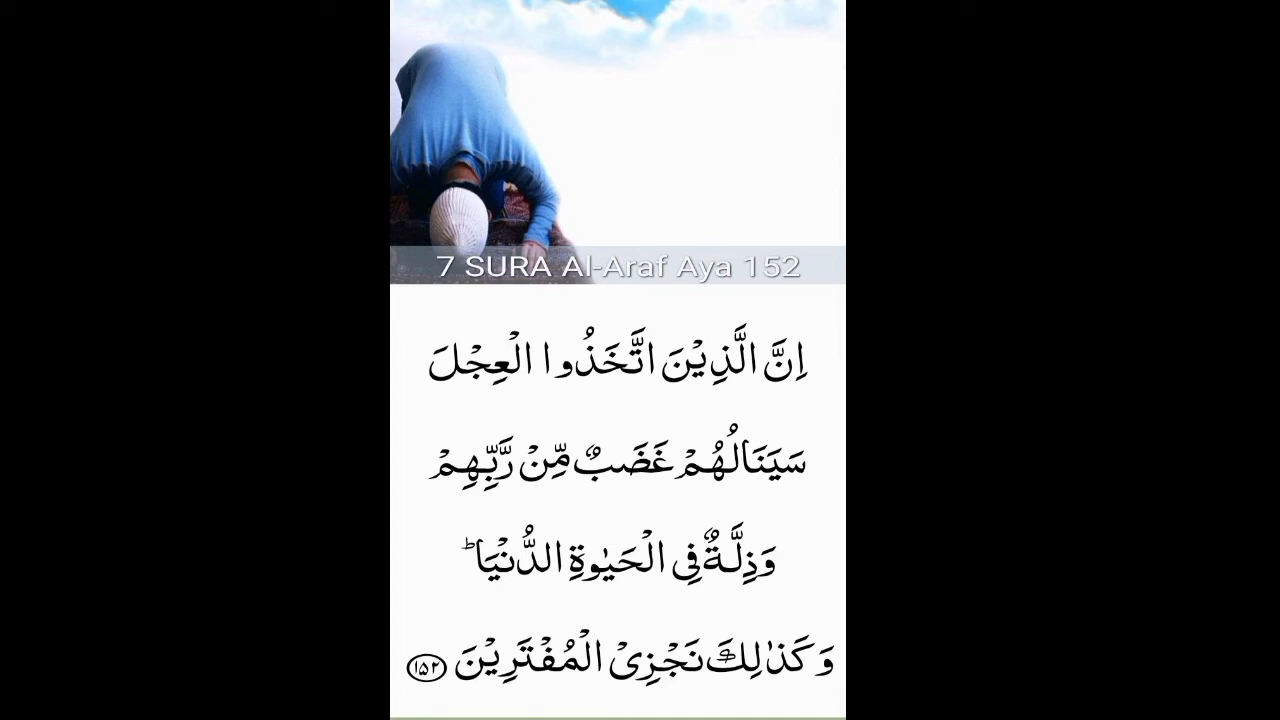 7 SURA Al-Araf Aya 152
اِنَّ الَّذِيْنَ اتَّخَذُوا الْعِجْلَ
سَيَنَالُهُمْ غَضَبٌ مِّنْ رَّبِّهِمْ
وَذِلَّةٌ فِى الْحَيٰوةِ الدُّنْيَا ؕ
وَكَذٰلِكَ نَجْزِىْ الْمُفْتَرِيْنَ ﴿۱۵۲﴾